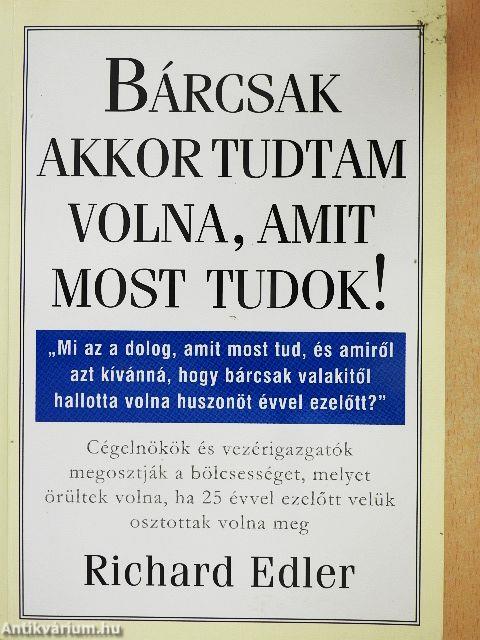 BÁRCSAK
AKKOR TUDTAM
VOLNA, AMIT
MOST TUDOK!
„Mi az a dolog, amit most tud, és amiről
azt kívánná, hogy bárcsak valakitől
hallotta volna huszonöt évvel ezelőtt?”
Cégelnökök és vezérigazgatók
megosztják a bölcsességet, melyet
örültek volna, ha 25 évvel ezelőtt velük
osztottak volna meg
Richard Edler
Antikvárium.hu